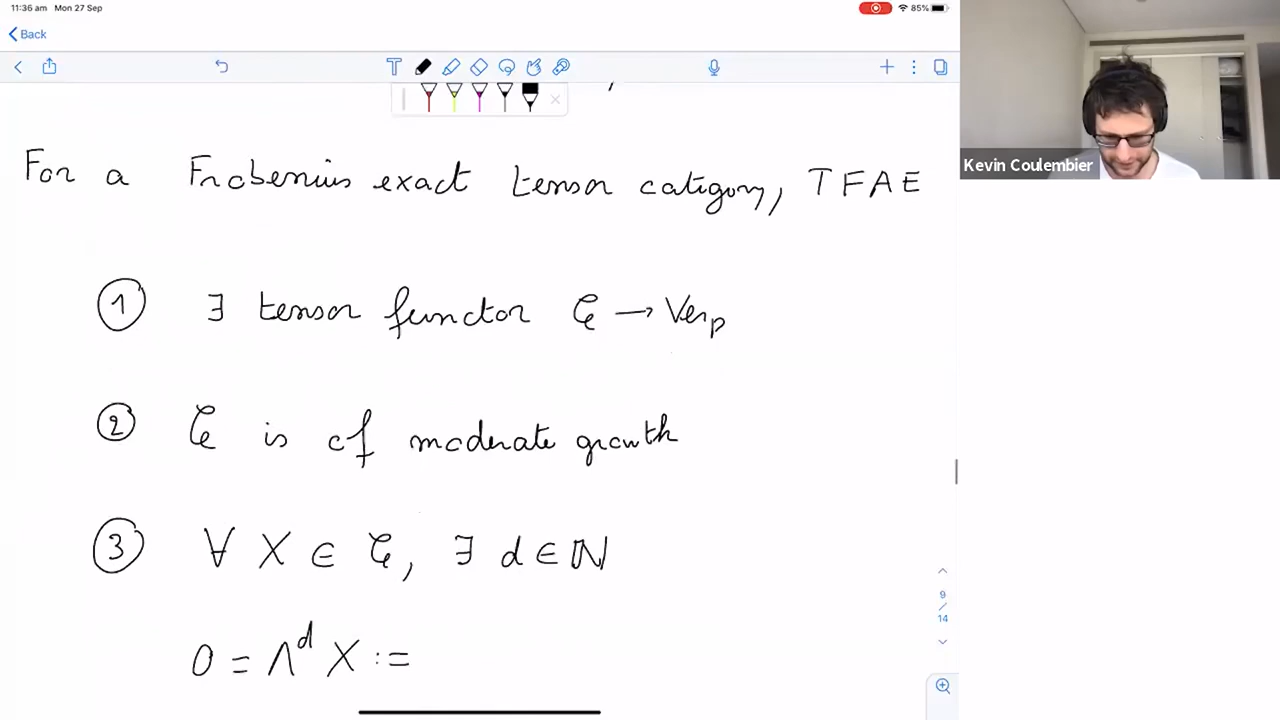 11:36 am Mon 27 Sep
85%
Back
For a Frobenius exact tensor category, TFAE
① ∃ tensor functor 𝒞 → Ver_p
② 𝒞 is of moderate growth
③ ∀ X ∈ 𝒞, ∃ d ∈ ℕ
0 = Λ^d X :=
9
/
14
Kevin Coulembier